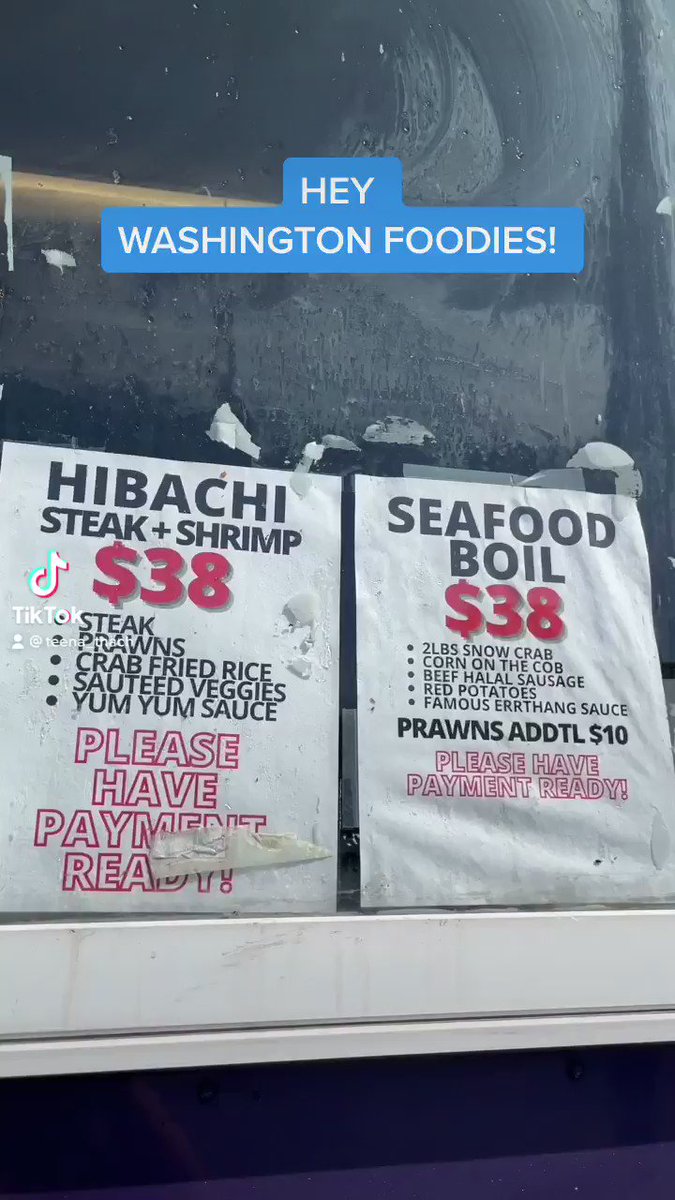 HEY
WASHINGTON FOODIES!
HIBACHI
STEAK + SHRIMP
$38
• STEAK
• PRAWNS
• CRAB FRIED RICE
• SAUTEED VEGGIES
• YUM YUM SAUCE
PLEASE
HAVE
PAYMENT
READY!
SEAFOOD
BOIL
$38
• 2LBS SNOW CRAB
• CORN ON THE COB
• BEEF HALAL SAUSAGE
• RED POTATOES
• FAMOUS ERRTHANG SAUCE
PRAWNS ADDTL $10
PLEASE HAVE
PAYMENT READY!
TikTok